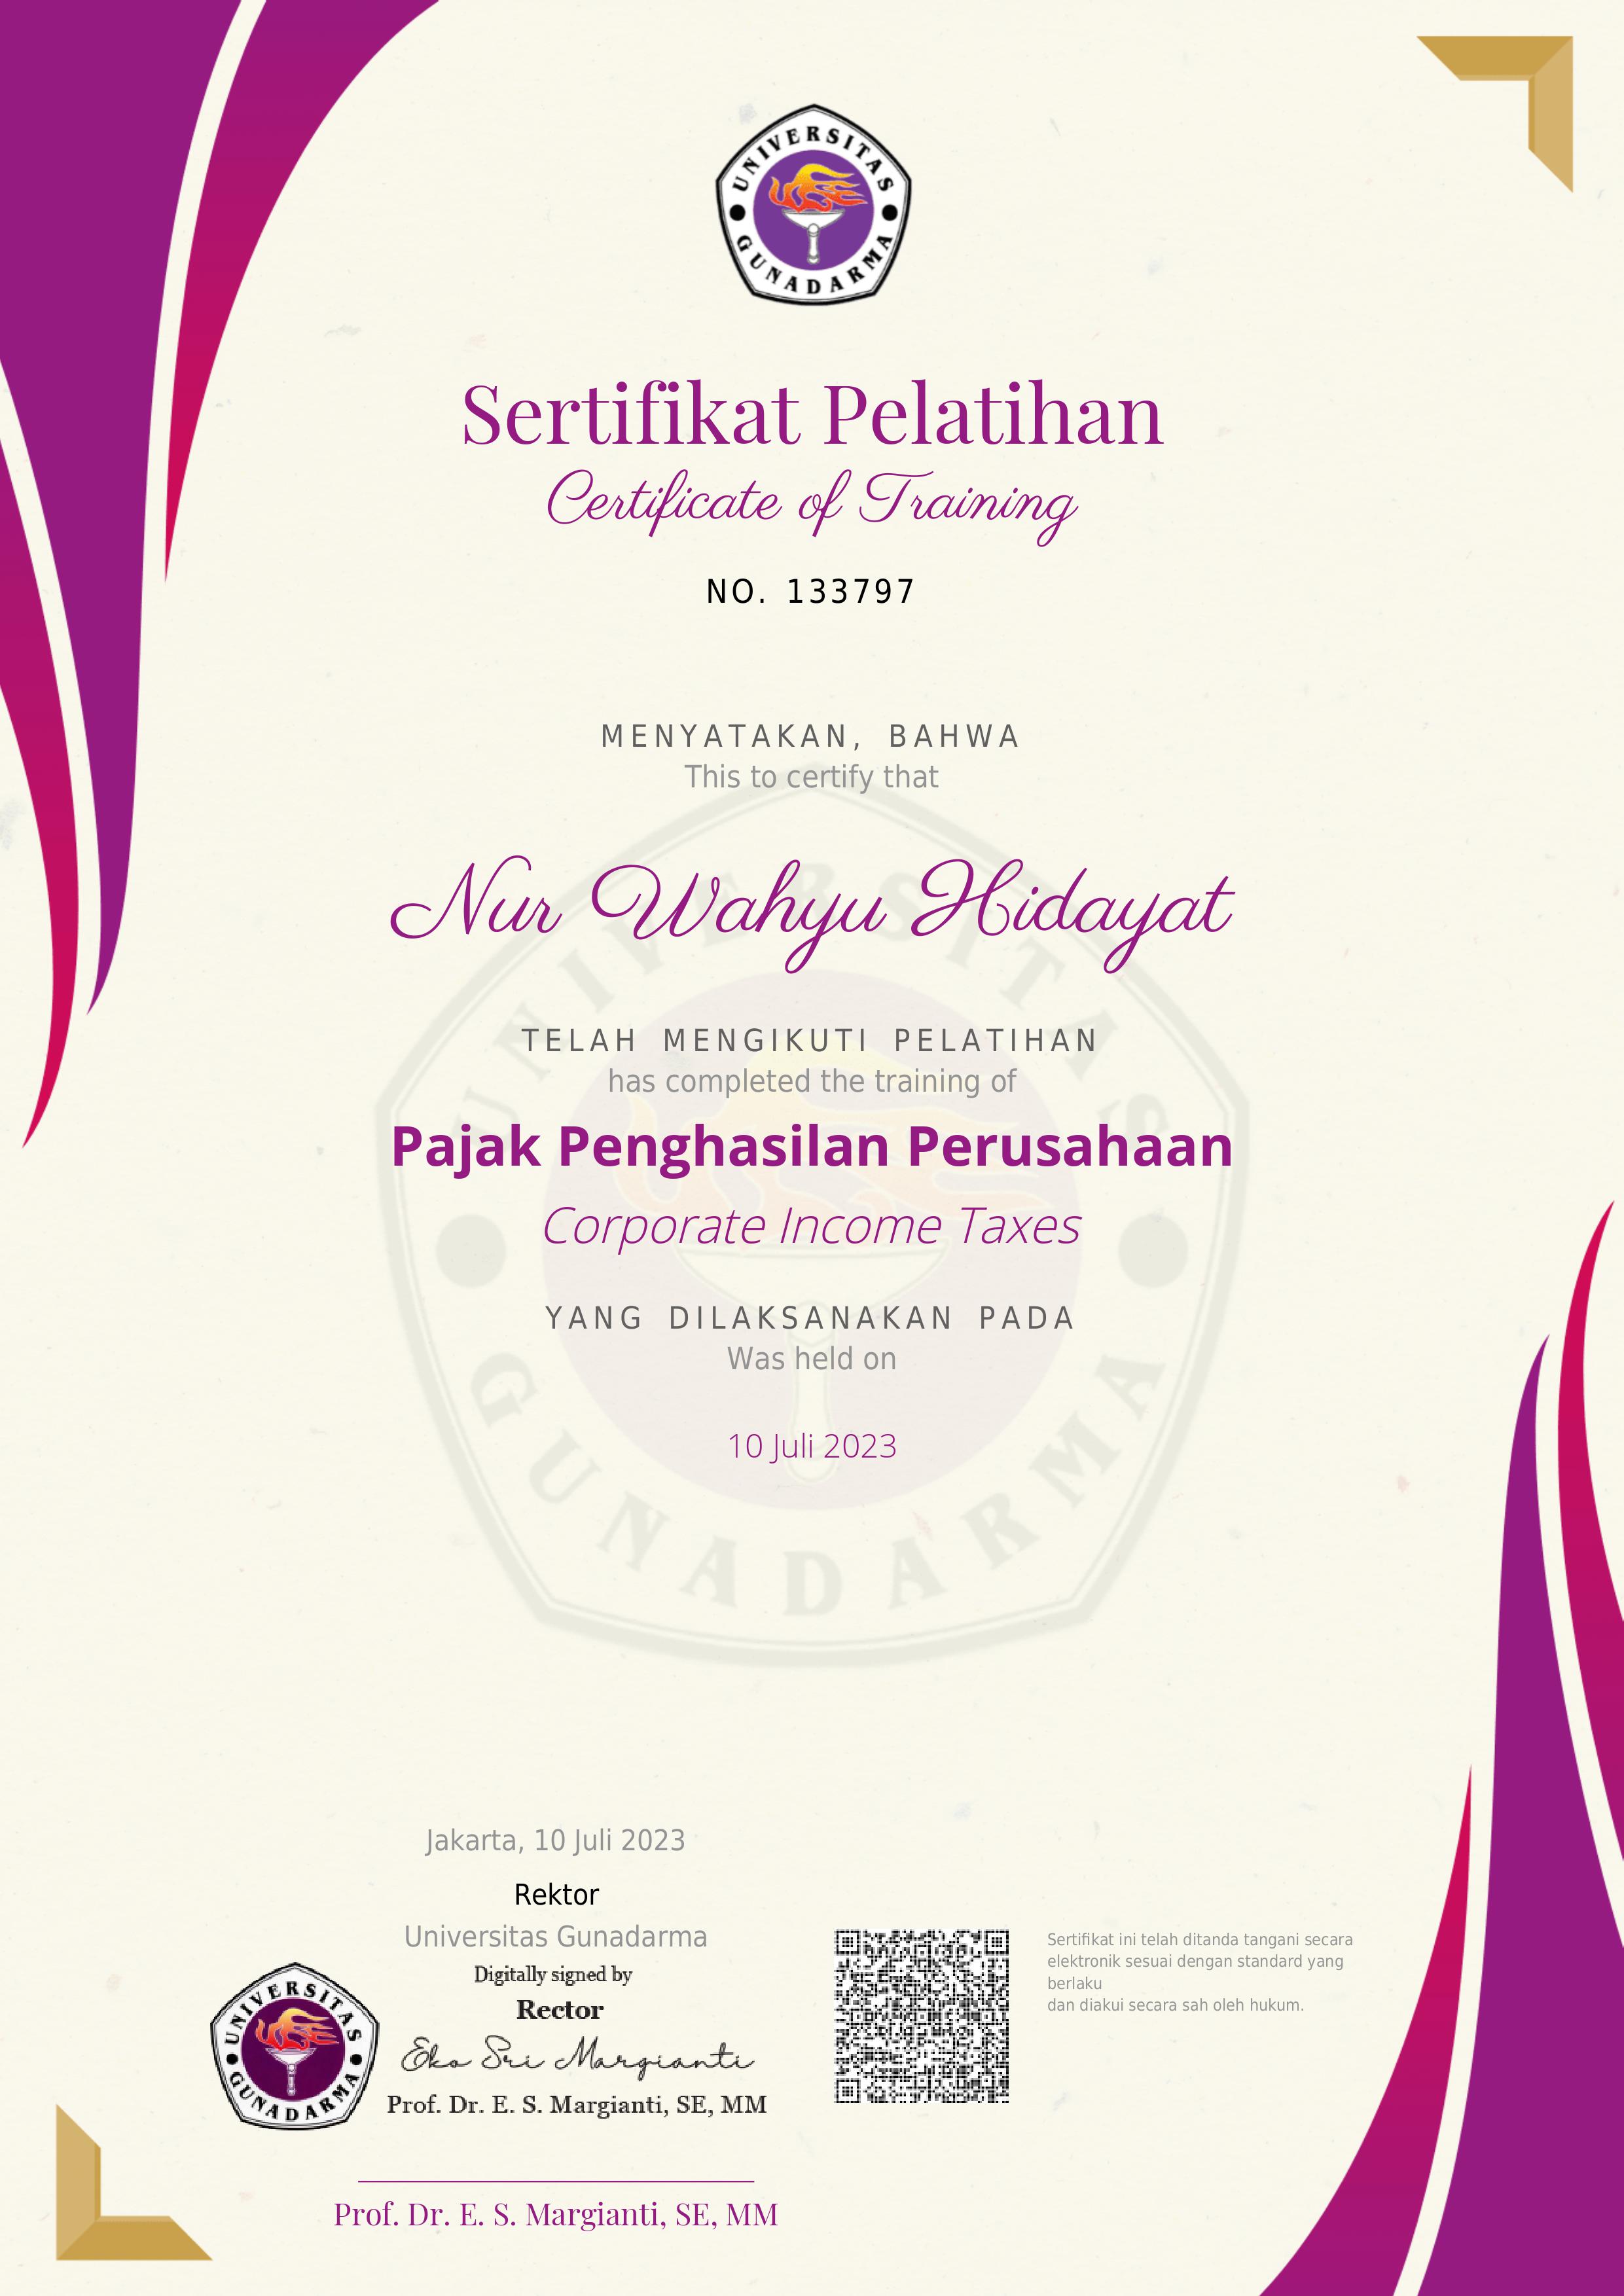 UNIVERSITAS
GUNADARMA
Sertifikat Pelatihan
Certificate of Training
NO. 133797
MENYATAKAN, BAHWA
This to certify that
Nur Wahyu Hidayat
UNIVERSITAS
TELAH MENGIKUTI PELATIHAN
has completed the training of
Pajak Penghasilan Perusahaan
Corporate Income Taxes
YANG DILAKSANAKAN PADA
Was held on
10 Juli 2023
GUNADARMA
Jakarta, 10 Juli 2023
Rektor
Universitas Gunadarma
Digitally signed by
Rector
Eko Sri Margianti
Prof. Dr. E. S. Margianti, SE, MM
UNIVERSITAS
GUNADARMA
Prof. Dr. E. S. Margianti, SE, MM
Sertifikat ini telah ditanda tangani secara
elektronik sesuai dengan standard yang
berlaku
dan diakui secara sah oleh hukum.